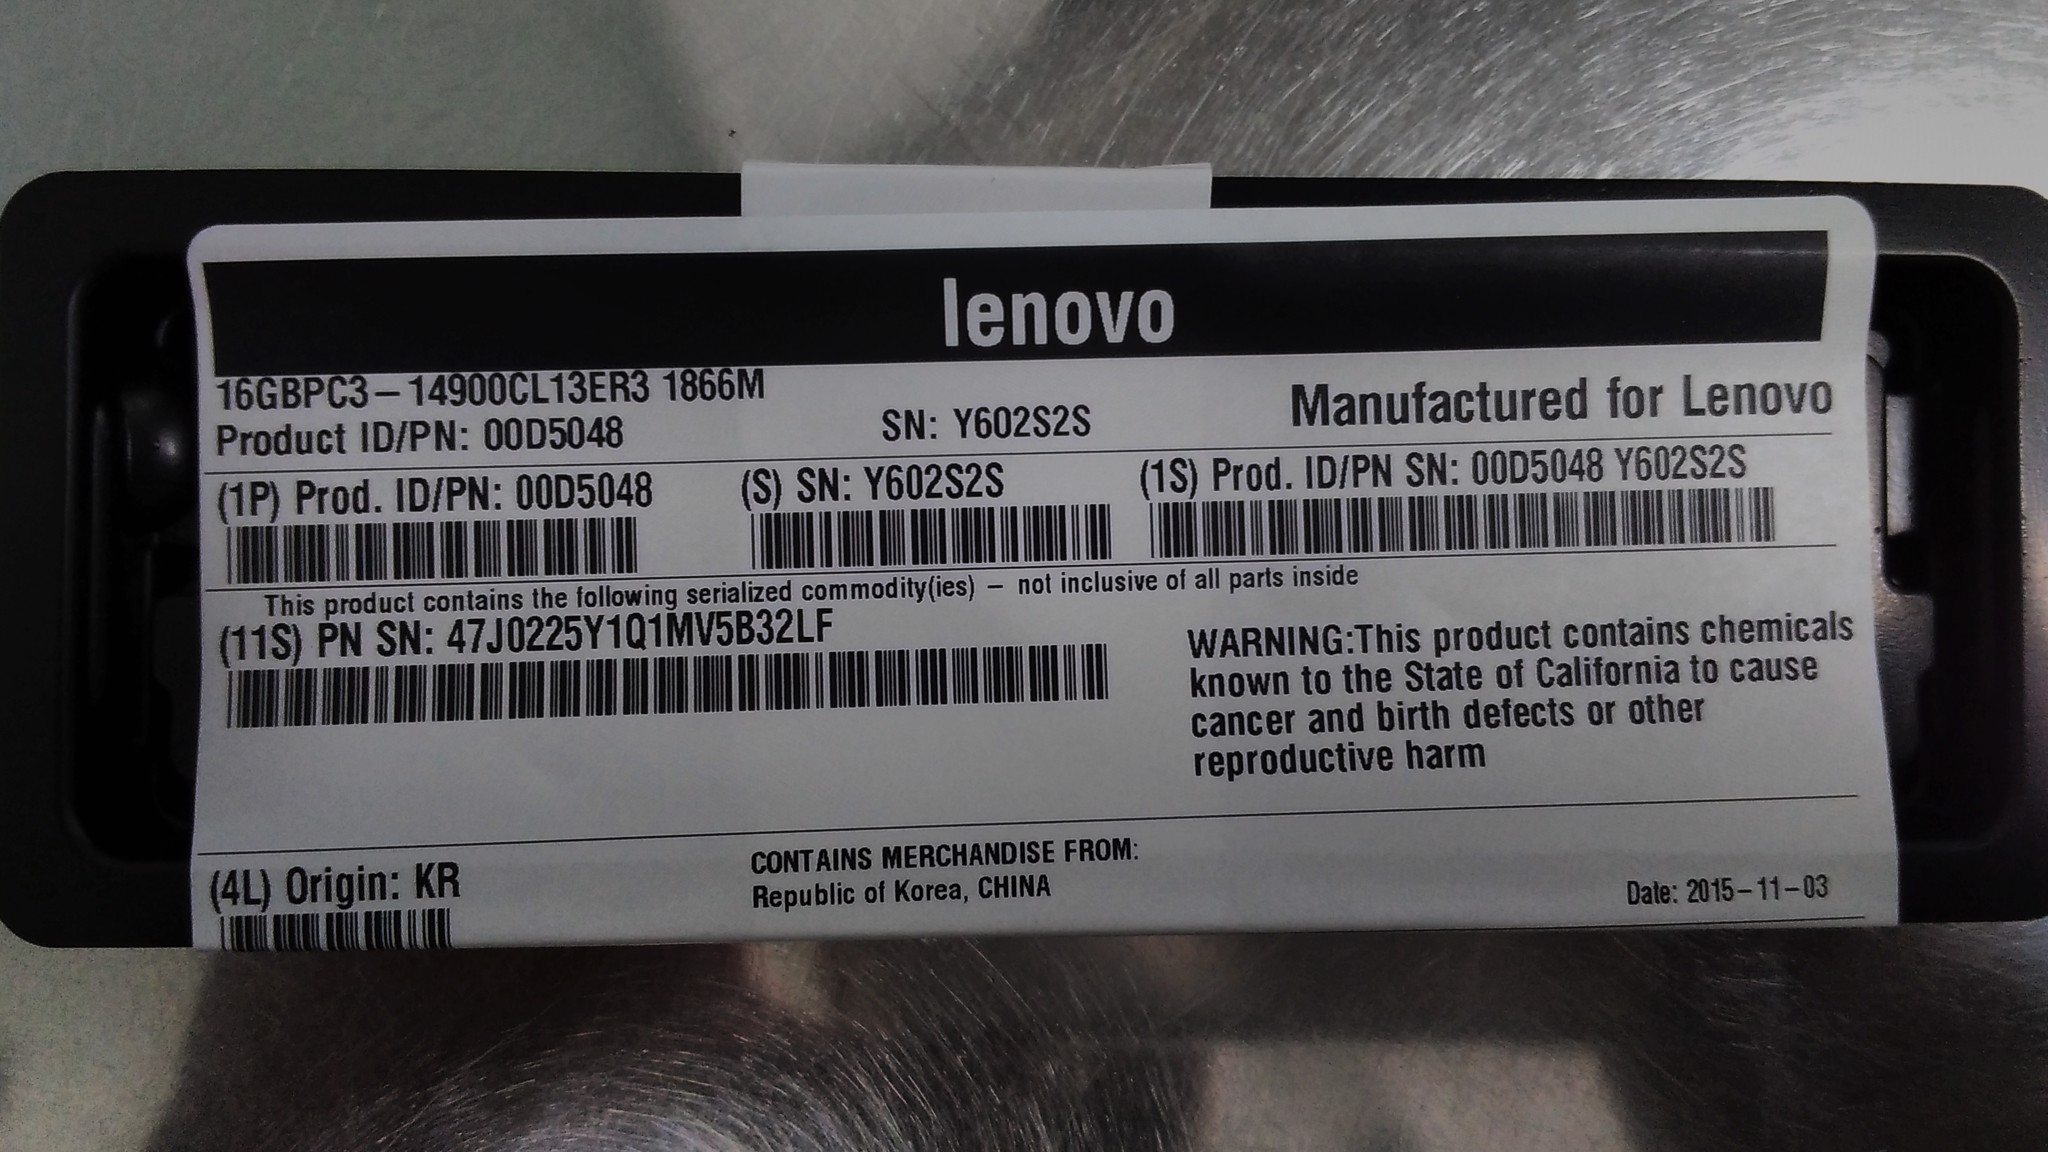 lenovo
16GBPC3-14900CL13ER3 1866M
Product ID/PN: 00D5048
SN: Y602S2S
Manufactured for Lenovo
(1P) Prod. ID/PN: 00D5048
(S) SN: Y602S2S
(1S) Prod. ID/PN SN: 00D5048 Y602S2S
This product contains the following serialized commodity(ies) - not inclusive of all parts inside
(11S) PN SN: 47J0225Y1Q1MV5B32LF
WARNING:This product contains chemicals
known to the State of California to cause
cancer and birth defects or other
reproductive harm
(4L) Origin: KR
CONTAINS MERCHANDISE FROM:
Republic of Korea, CHINA
Date: 2015-11-03